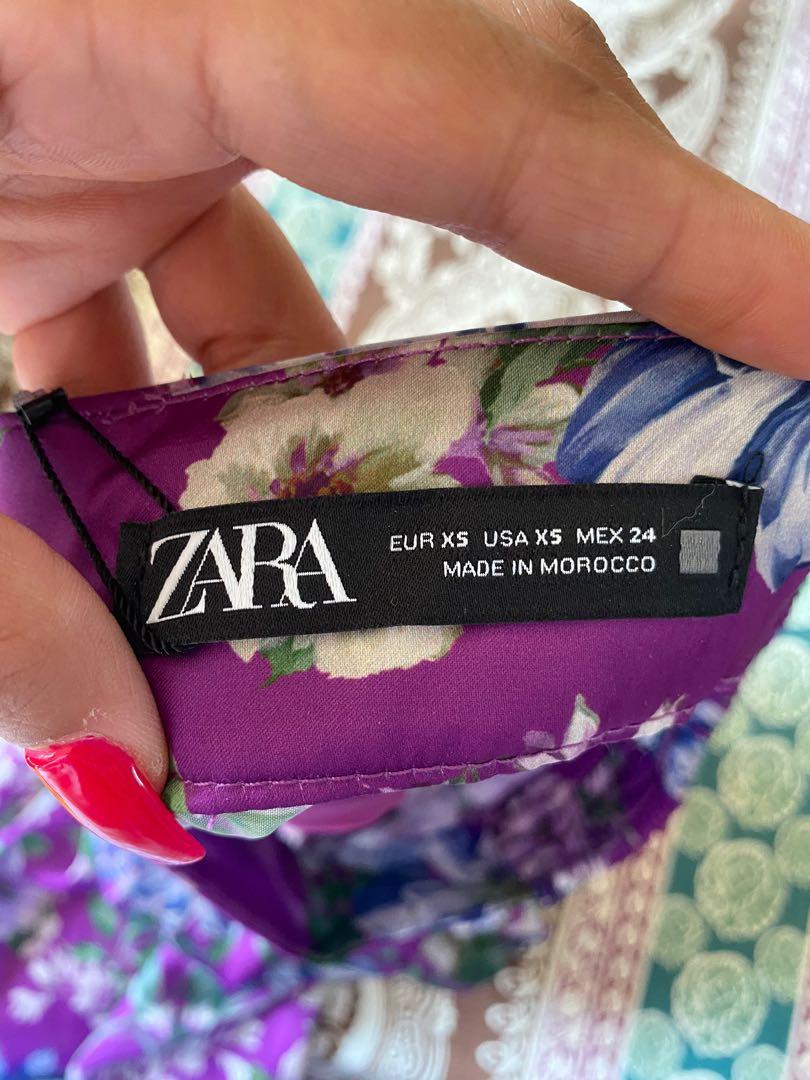 ZARA
EUR XS USA XS MEX 24
MADE IN MOROCCO